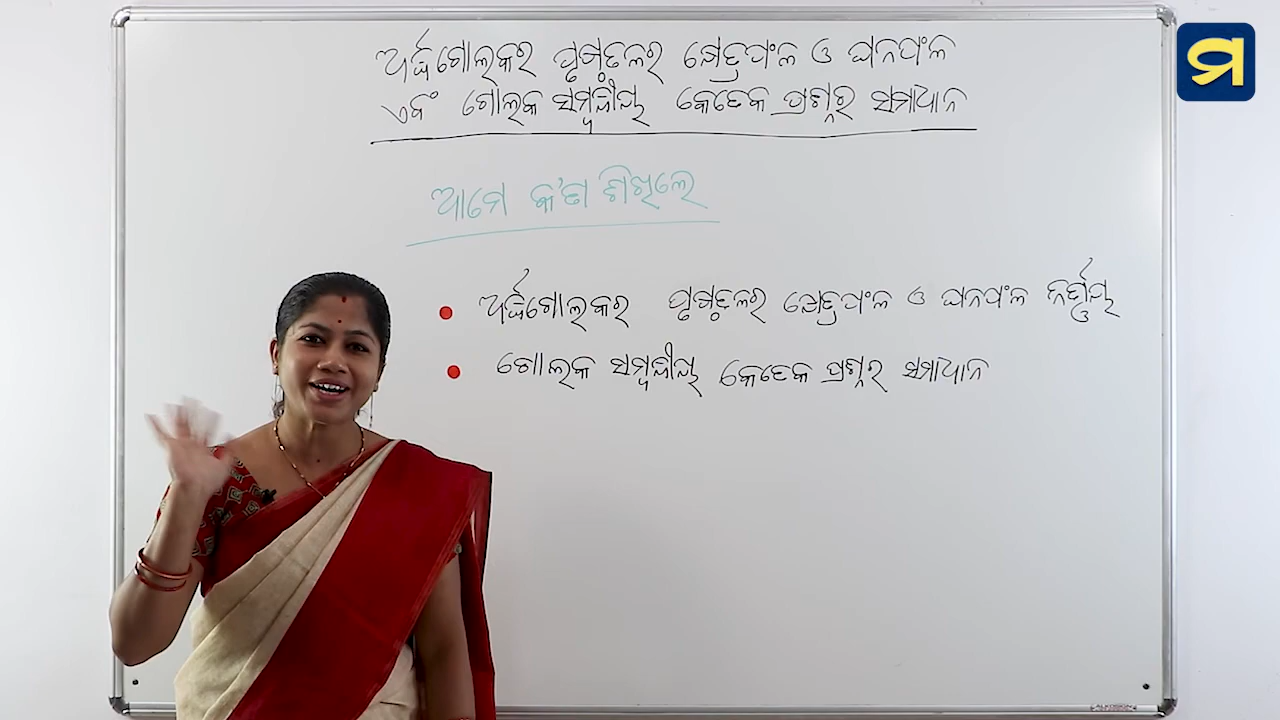 ଅର୍ଦ୍ଧଗୋଲକର ପୃଷ୍ଠତଳର କ୍ଷେତ୍ରଫଳ ଓ ଘନଫଳ
ଏବଂ ଗୋଲକ ସମ୍ବନ୍ଧୀୟ କେତେକ ପ୍ରଶ୍ନର ସମାଧାନ
ଆମେ କ'ଣ ଶିଖିଲେ
ଅର୍ଦ୍ଧଗୋଲକର ପୃଷ୍ଠତଳର କ୍ଷେତ୍ରଫଳ ଓ ଘନଫଳ ନିର୍ଣ୍ଣୟ
ଗୋଲକ ସମ୍ବନ୍ଧୀୟ କେତେକ ପ୍ରଶ୍ନର ସମାଧାନ
ମ